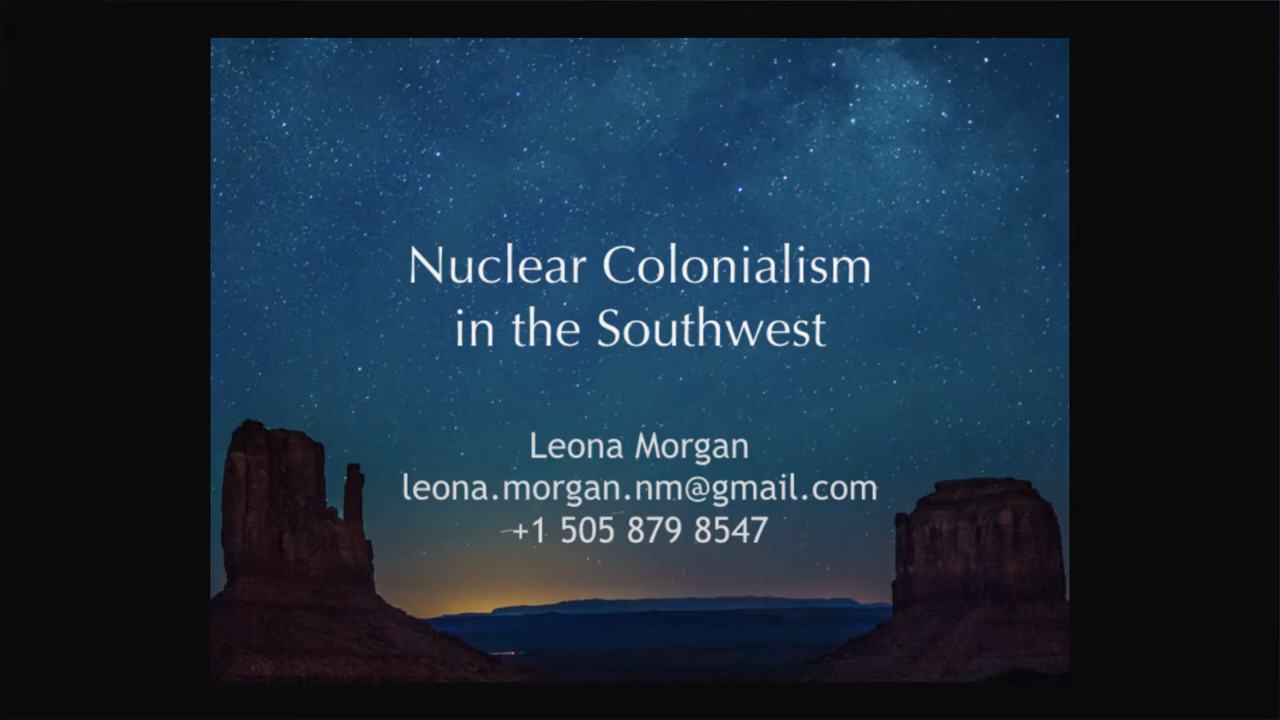 Nuclear Colonialism
in the Southwest
Leona Morgan
leona.morgan.nm@gmail.com
+1 505 879 8547